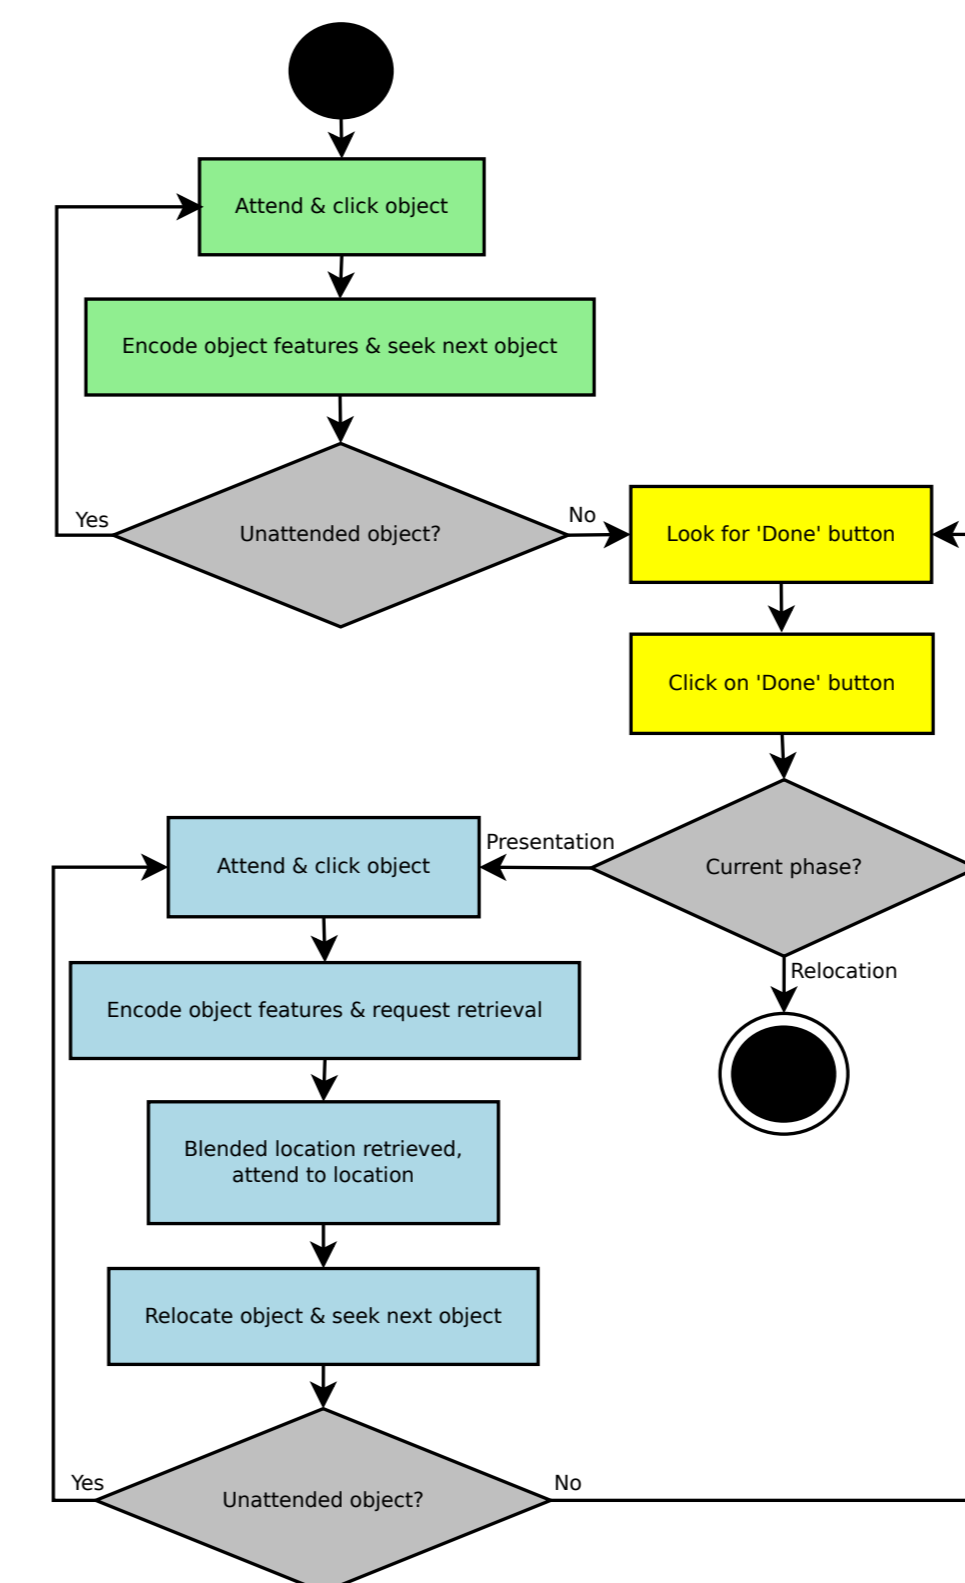 Attend & click object
Encode object features & seek next object
Unattended object?
Yes
No
Look for 'Done' button
Click on 'Done' button
Current phase?
Presentation
Relocation
Attend & click object
Encode object features & request retrieval
Blended location retrieved,
attend to location
Relocate object & seek next object
Unattended object?
Yes
No